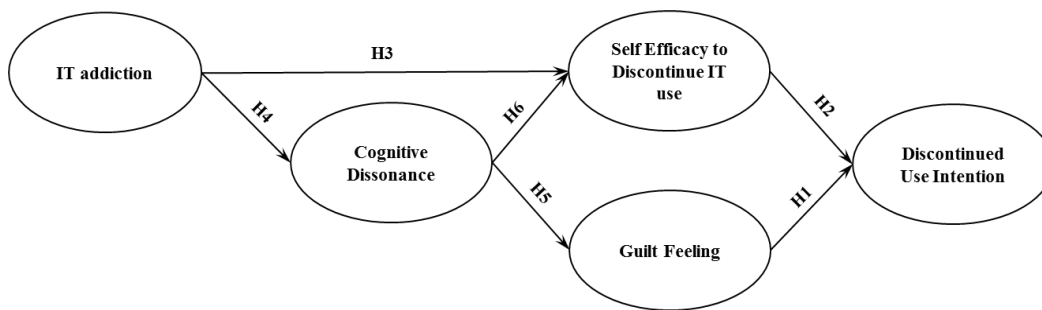 IT addiction
H3
Self Efficacy to
Discontinue IT
use
H4
Cognitive
Dissonance
H6
H5
H2
Discontinued
Use Intention
Guilt Feeling
H1